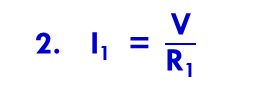 2. I₁ = V / R₁